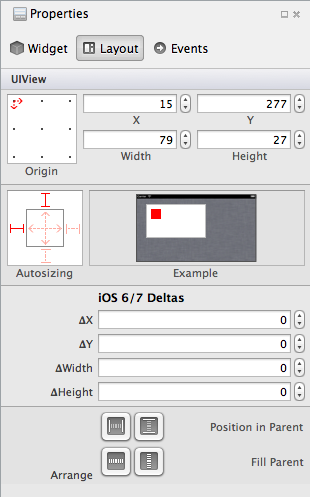 Properties
Widget Layout Events
UIView
15 277
X Y
79 27
Origin Width Height
Autosizing Example
iOS 6/7 Deltas
ΔX 0
ΔY 0
ΔWidth 0
ΔHeight 0
Position in Parent
Fill Parent
Arrange